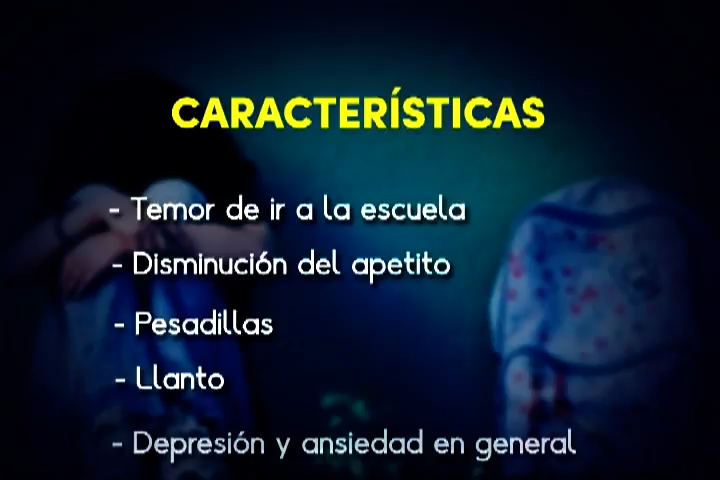 CARACTERÍSTICAS
- Temor de ir a la escuela
- Disminución del apetito
- Pesadillas
- Llanto
- Depresión y ansiedad en general